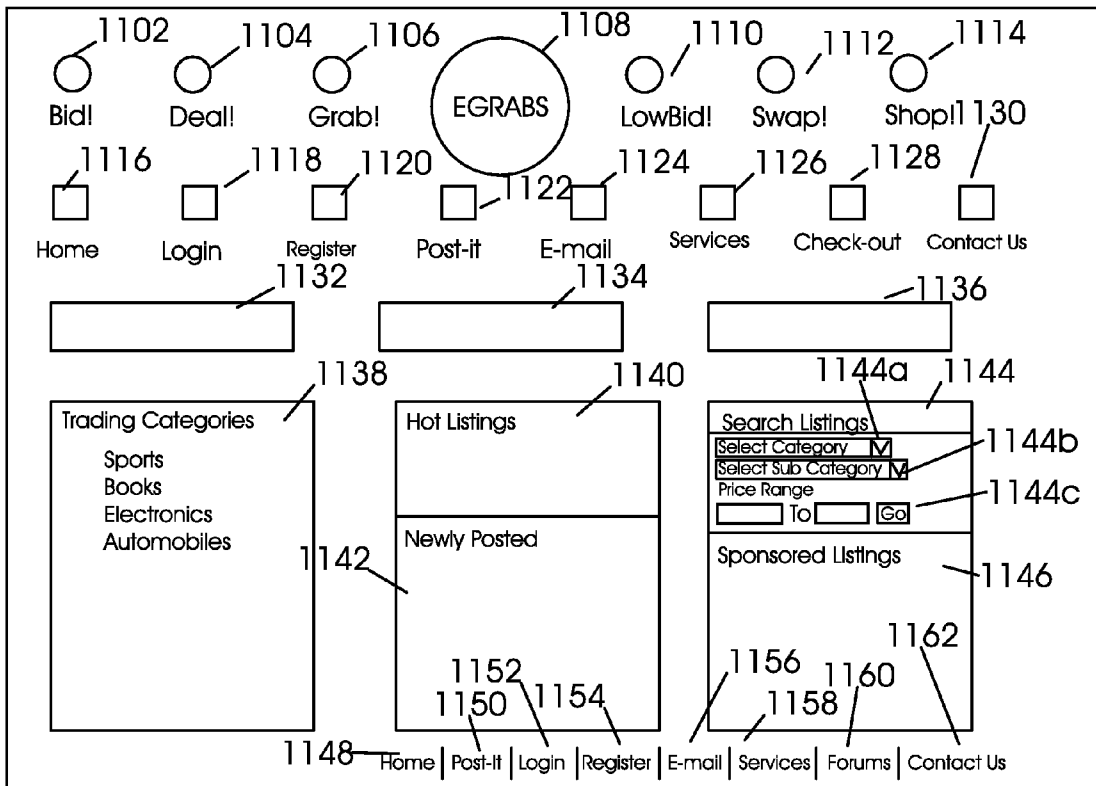 1102 1104 1106 1108 1110 1112 1114
EGRABS
Bid! Deal! Grab! LowBid! Swap! Shop!
1116 1118 1120 1122 1124 1126 1128 1130
Home Login Register Post-it E-mail Services Check-out Contact Us
1132 1134 1136
1138 1140 1144a 1144
Trading Categories
Sports
Books
Electronics
Automobiles
Hot Listings
Newly Posted
1142
Search Listings
Select Category
1144b
Select Sub Category
Price Range
1144c
To Go
Sponsored Listings
1146
1148 1150 1152 1154 1156 1158 1160 1162
Home Post-It Login Register E-mail Services Forums Contact Us